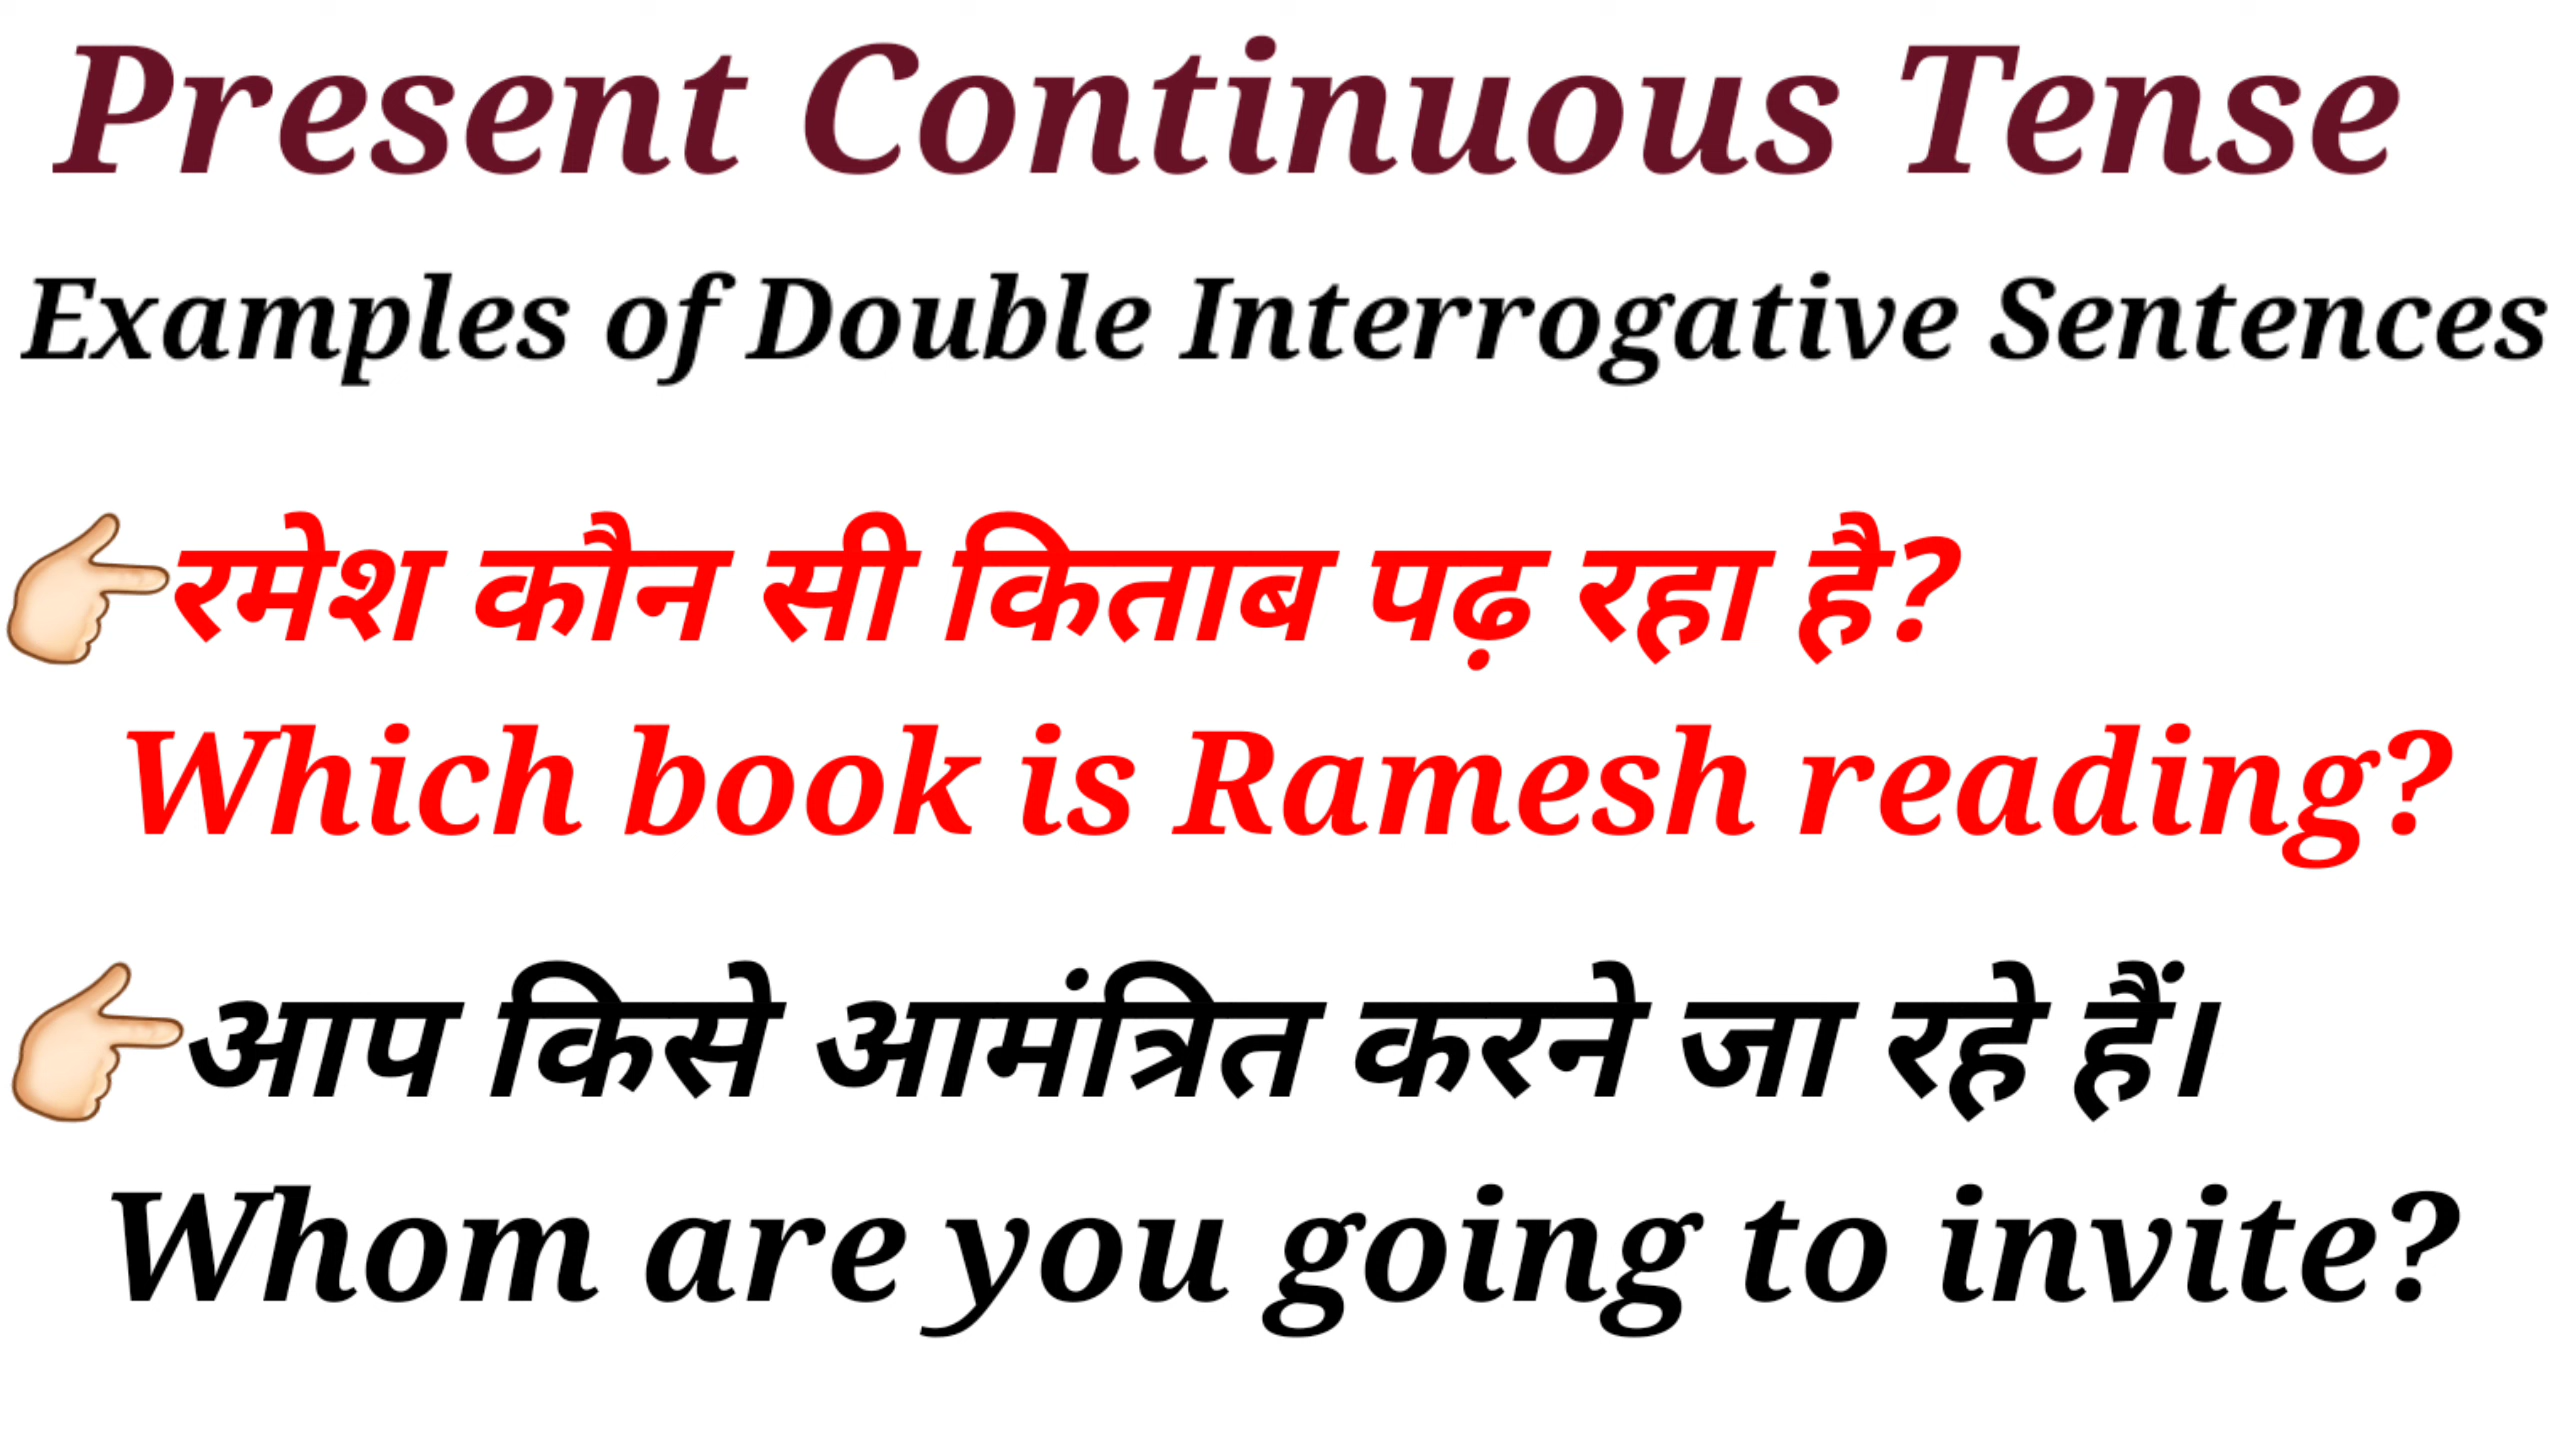 Present Continuous Tense
Examples of Double Interrogative Sentences
👉रमेश कौन सी किताब पढ़ रहा है?
Which book is Ramesh reading?
👉आप किसे आमंत्रित करने जा रहे हैं।
Whom are you going to invite?